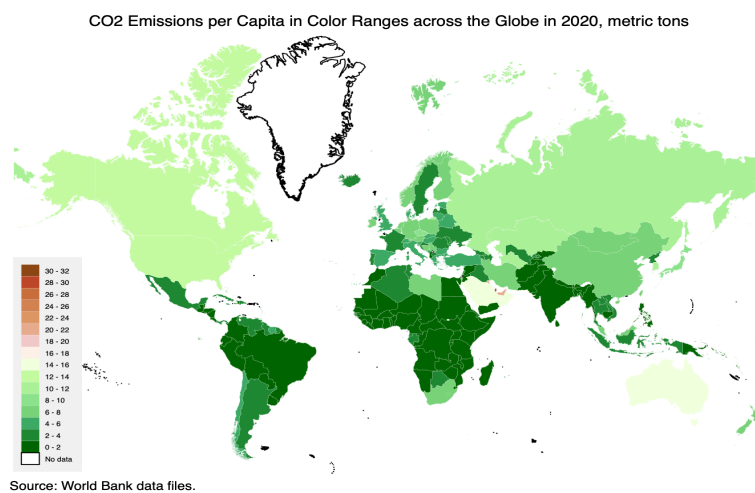 CO2 Emissions per Capita in Color Ranges across the Globe in 2020, metric tons
30 - 32
28 - 30
26 - 28
24 - 26
22 - 24
20 - 22
18 - 20
16 - 18
14 - 16
12 - 14
10 - 12
8 - 10
6 - 8
4 - 6
2 - 4
0 - 2
No data
Source: World Bank data files.